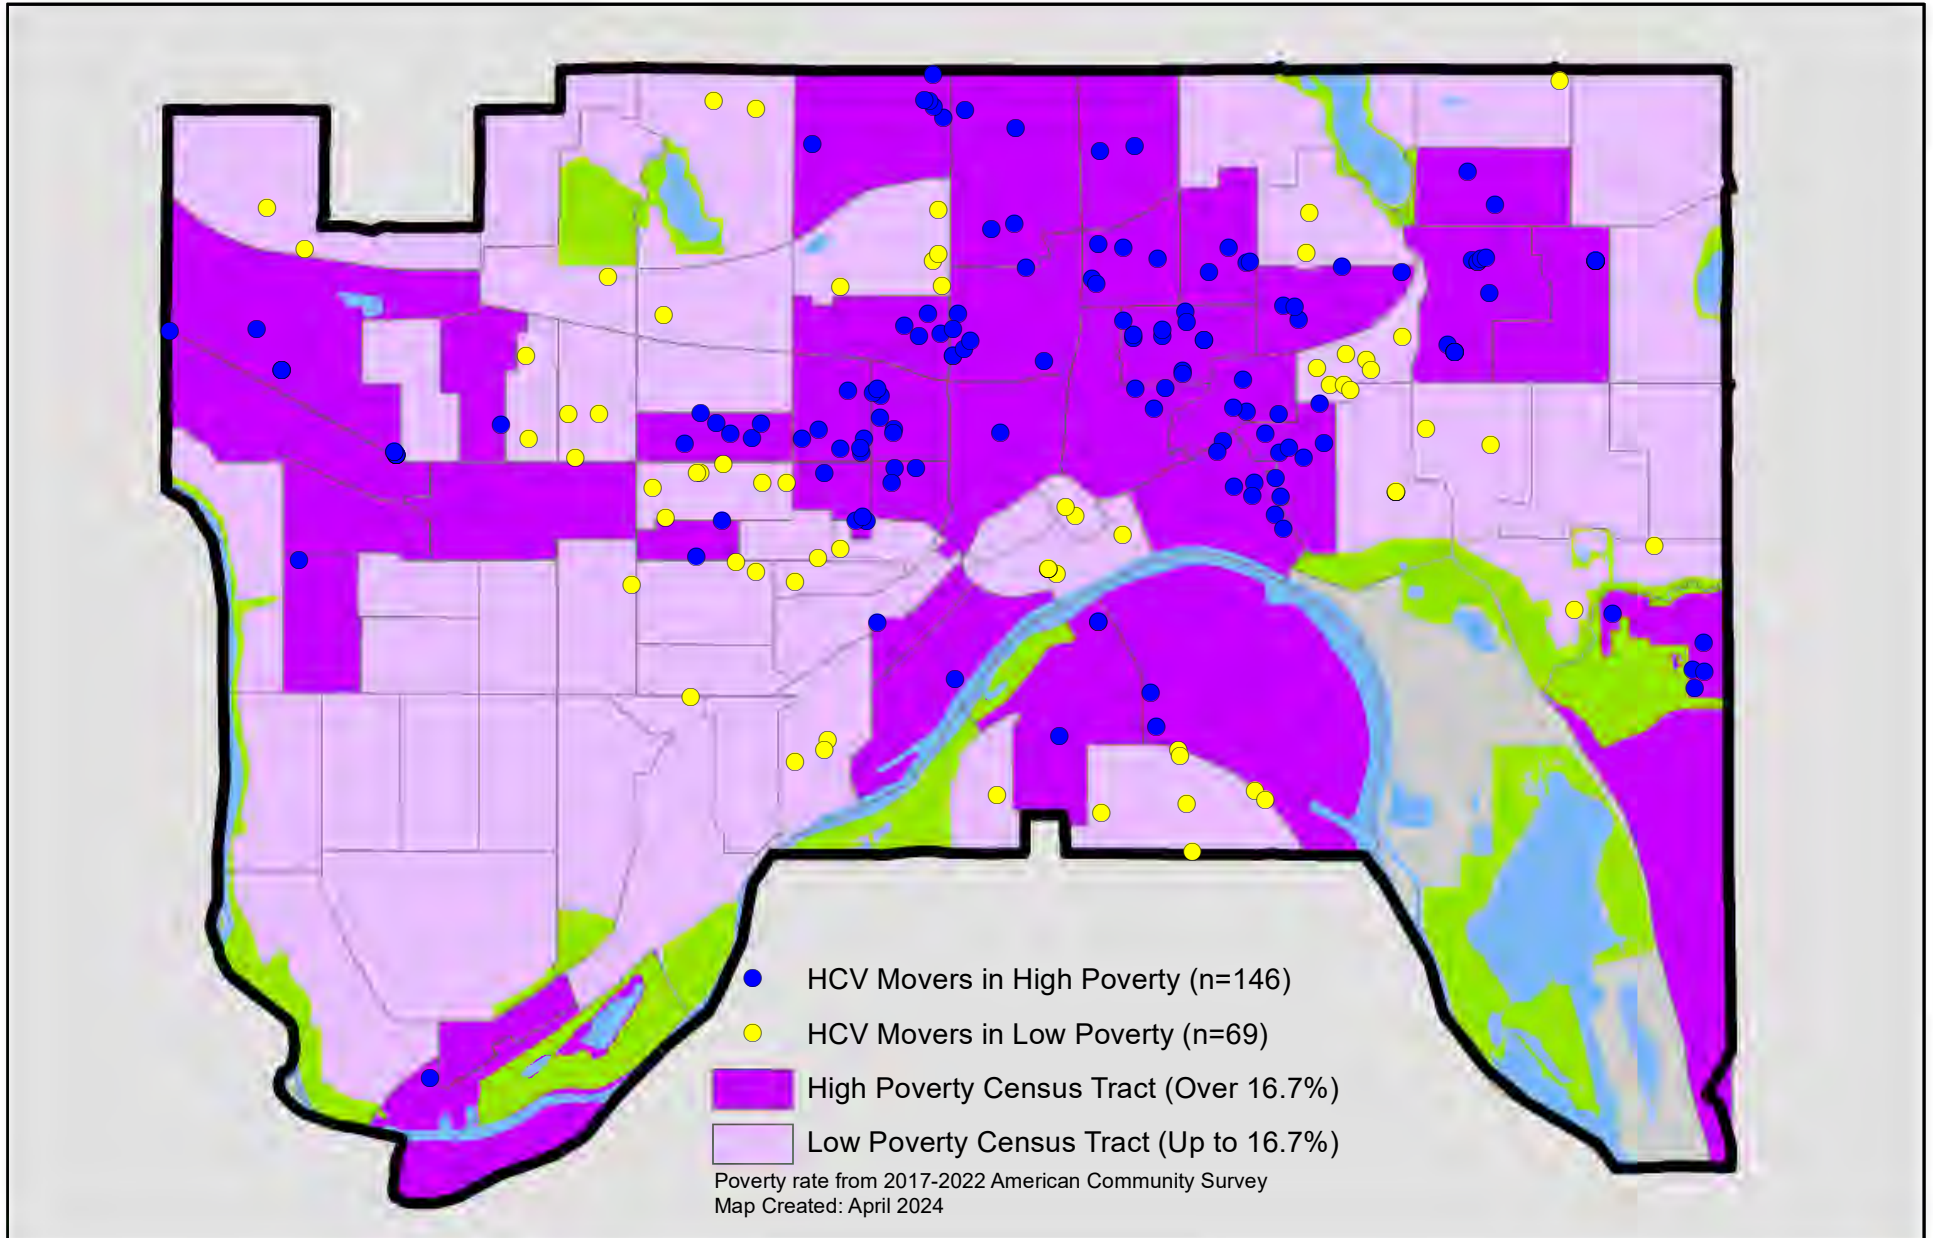 HCV Movers in High Poverty (n=146)
HCV Movers in Low Poverty (n=69)
High Poverty Census Tract (Over 16.7%)
Low Poverty Census Tract (Up to 16.7%)
Poverty rate from 2017-2022 American Community Survey
Map Created: April 2024